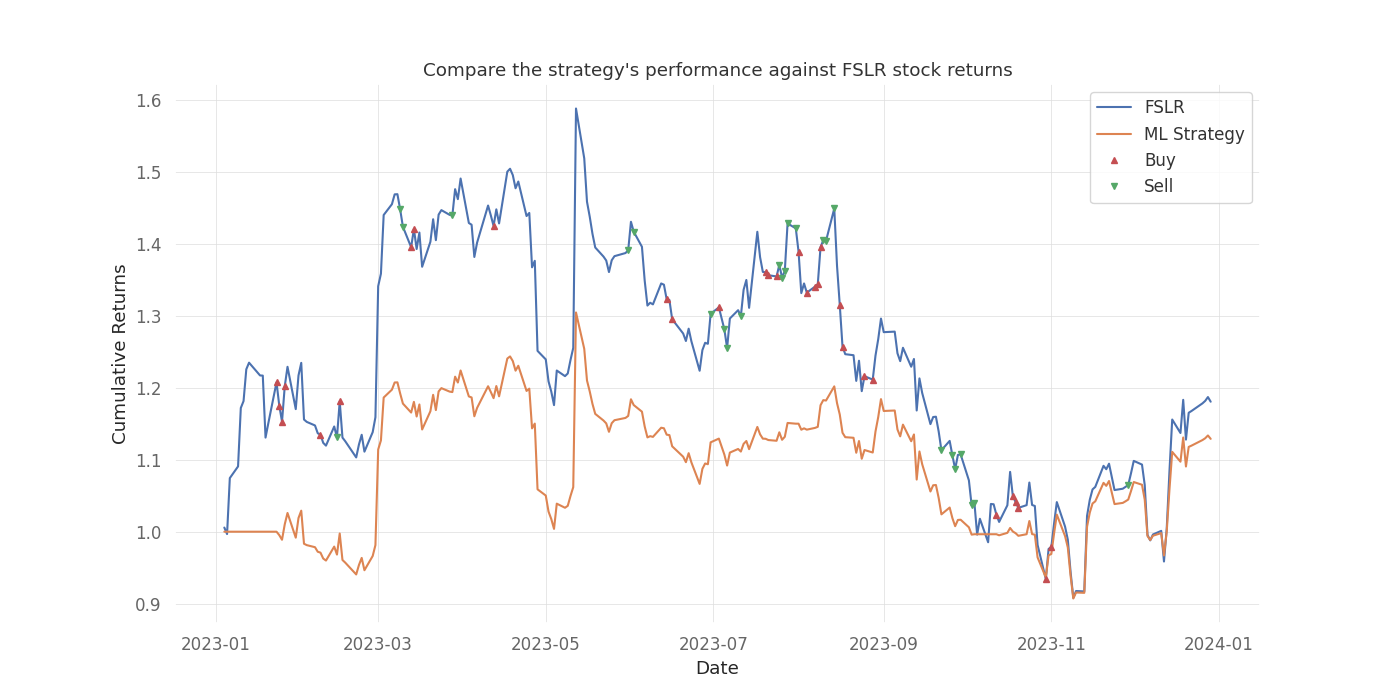 Compare the strategy's performance against FSLR stock returns
FSLR
ML Strategy
Buy
Sell
Cumulative Returns
1.6
1.5
1.4
1.3
1.2
1.1
1.0
0.9
2023-01 2023-03 2023-05 2023-07 2023-09 2023-11 2024-01
Date